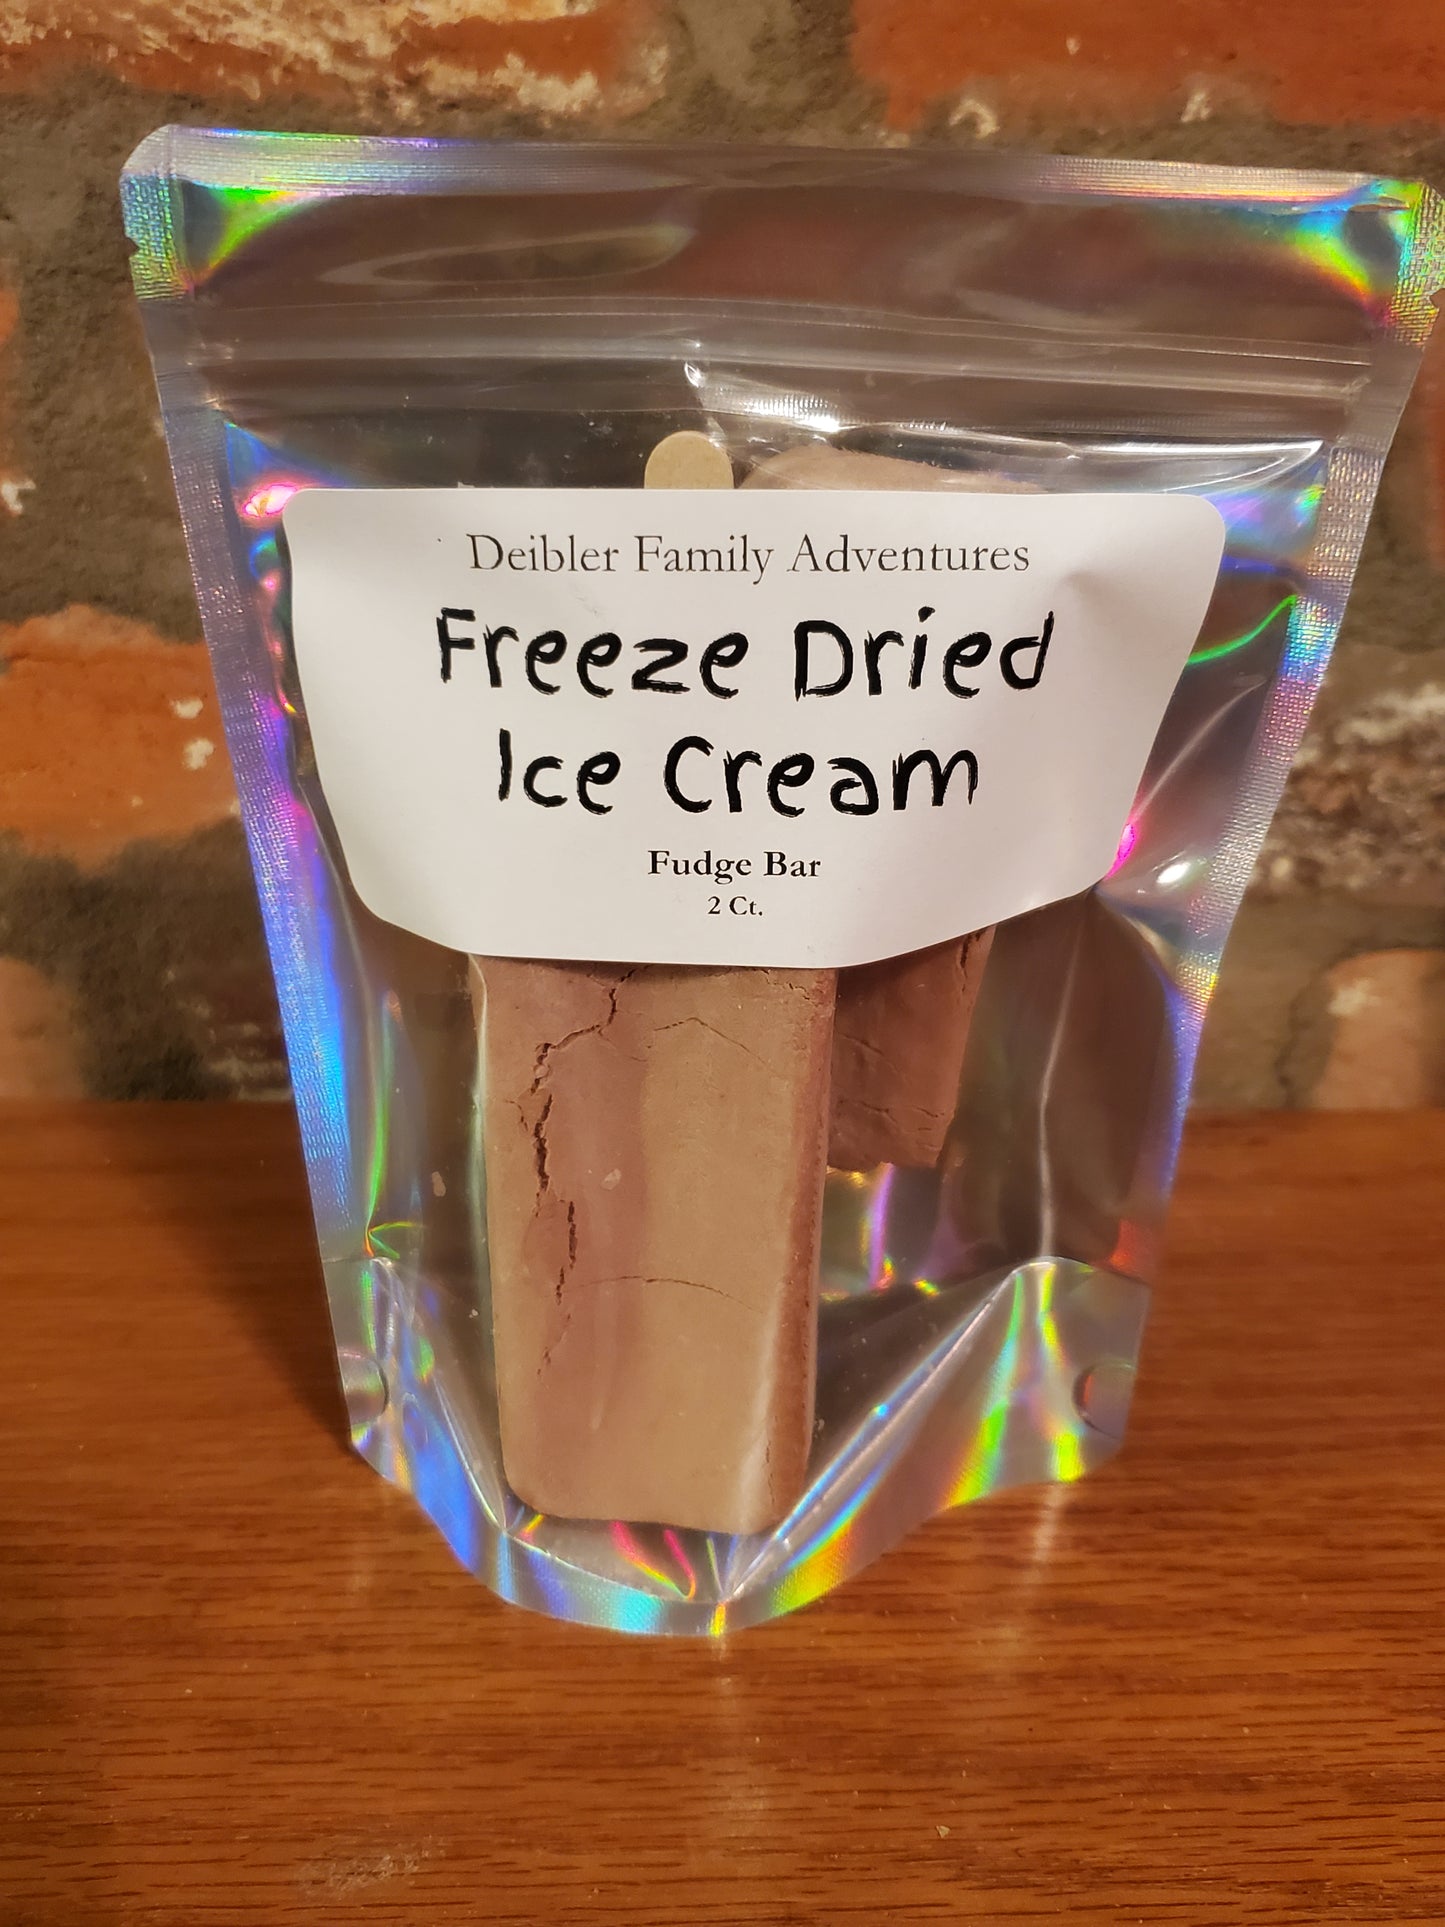 Deibler Family Adventures
Freeze Dried
Ice Cream
Fudge Bar
2 Ct.